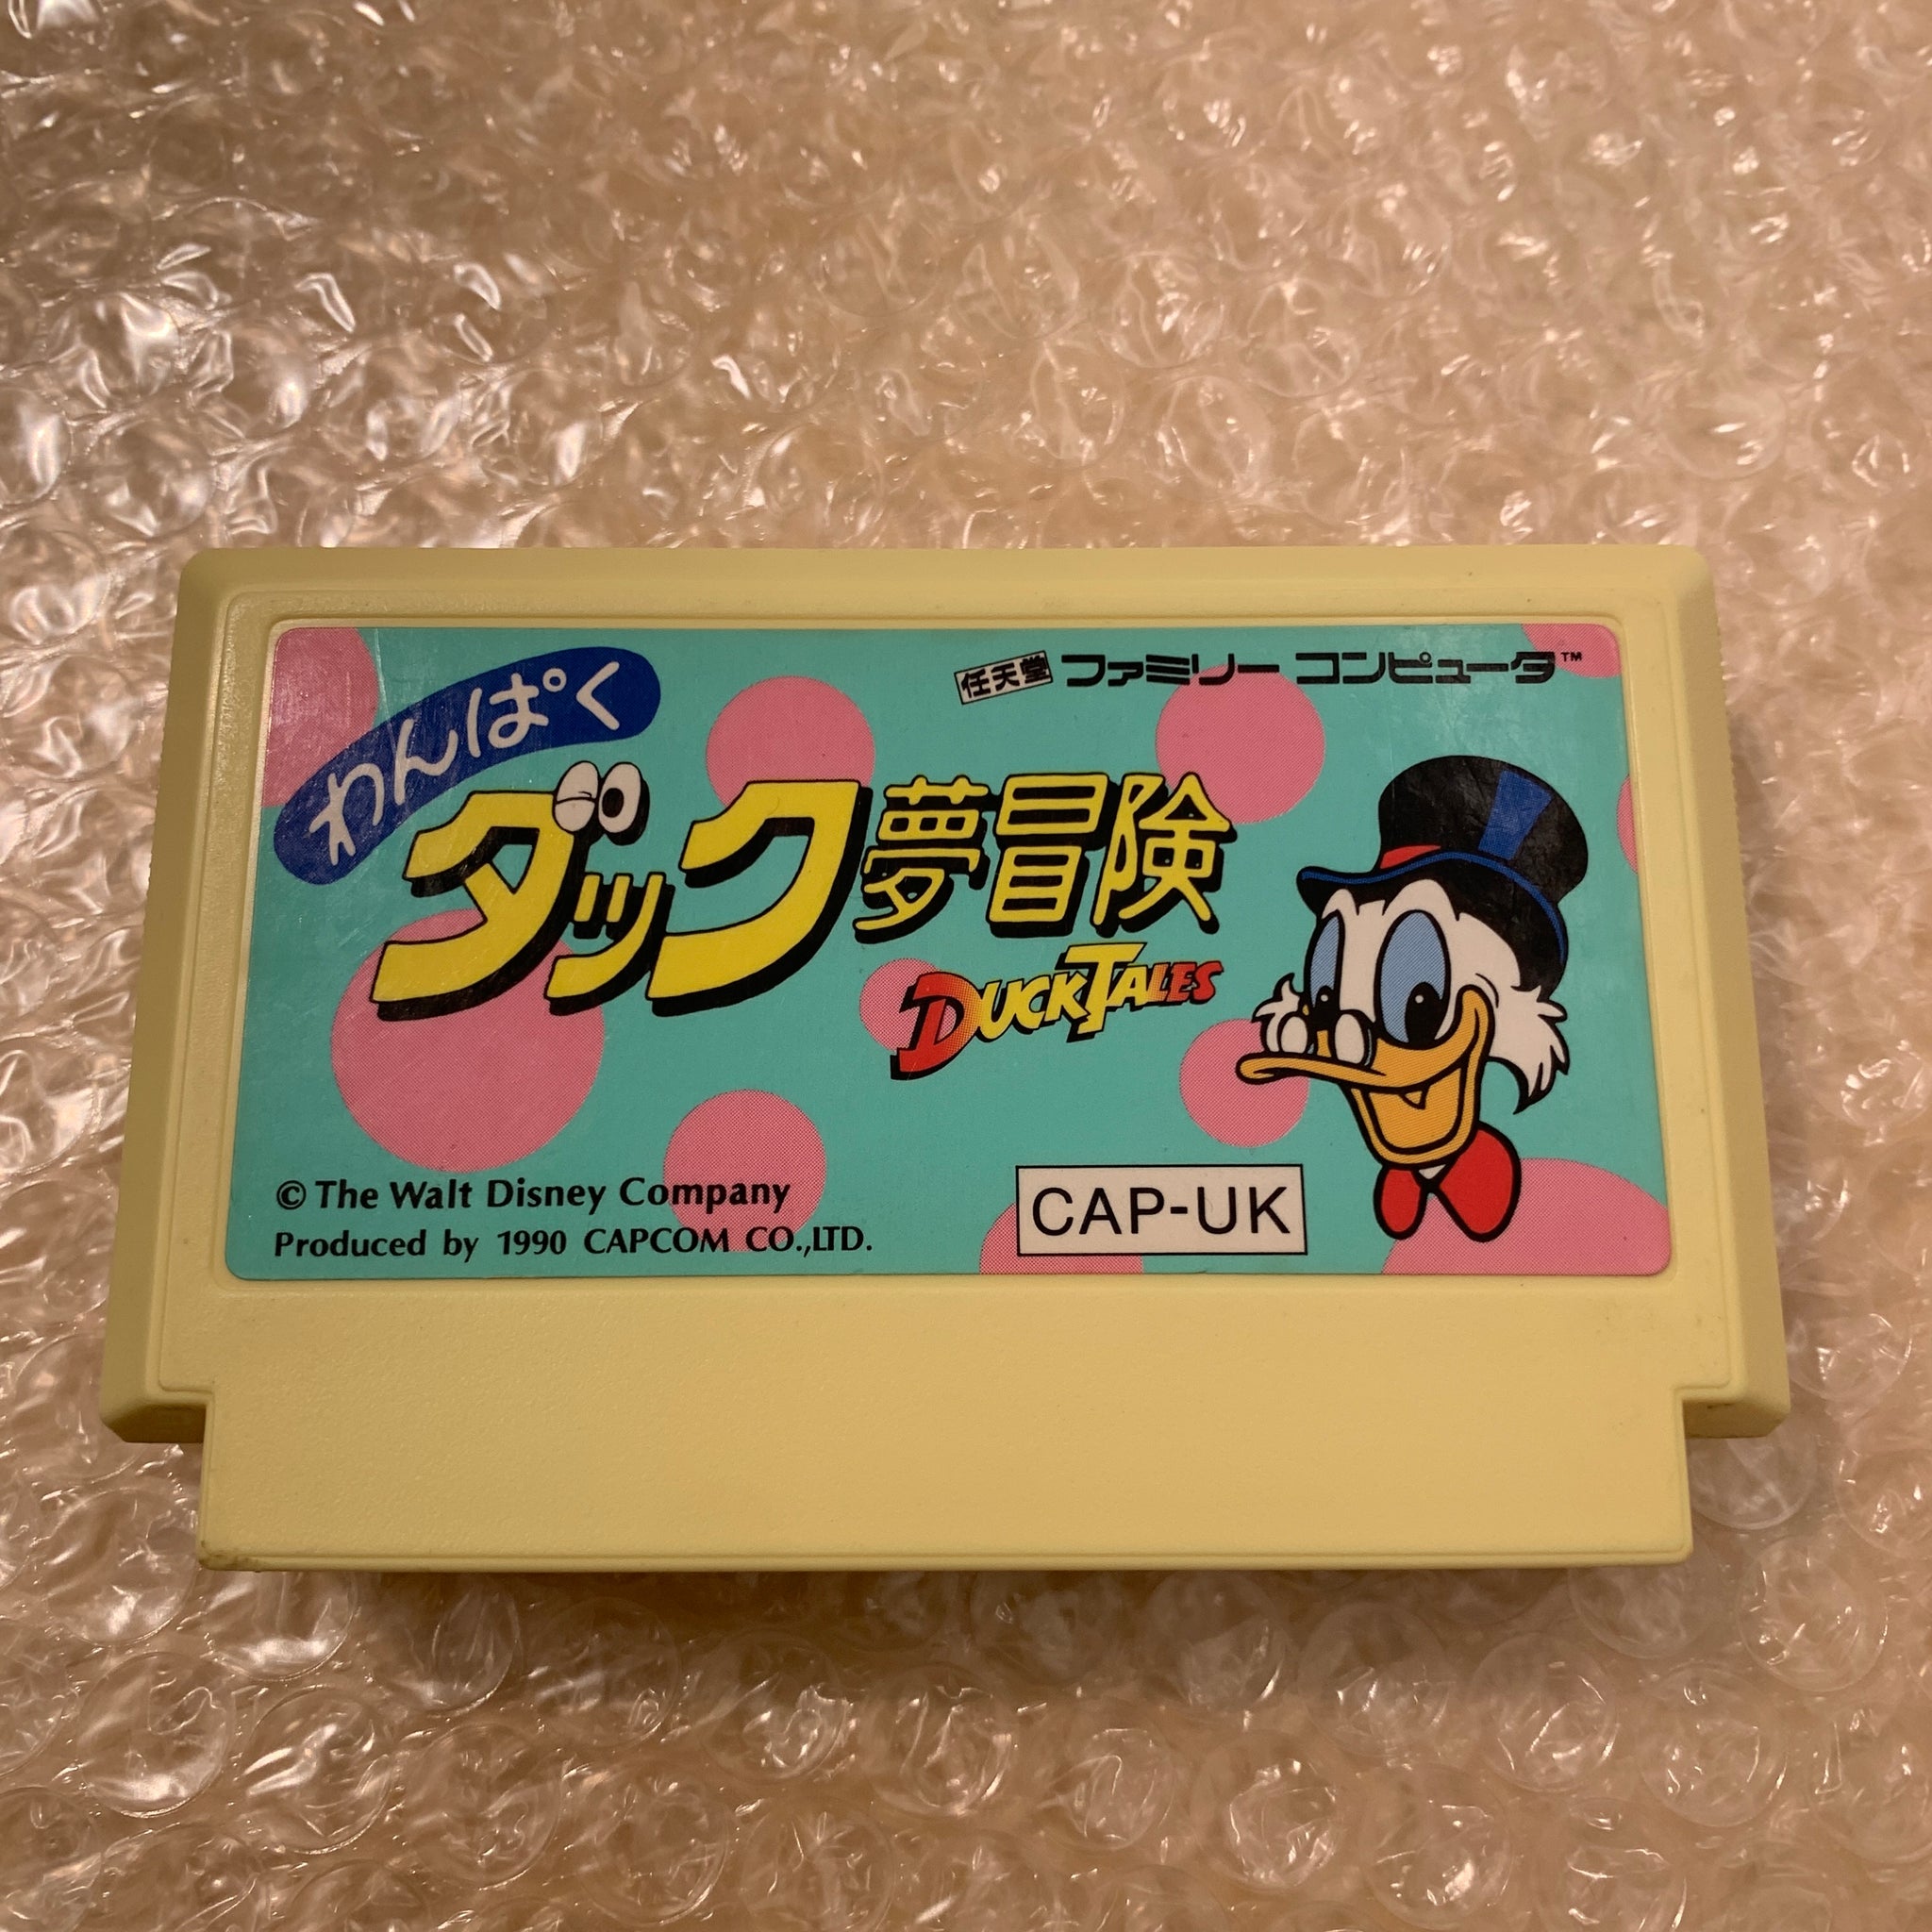 任天堂 ファミリー コンピュータ™
わんぱく
ダック夢冒険
DUCKTALES
© The Walt Disney Company
Produced by 1990 CAPCOM CO.,LTD.
CAP-UK